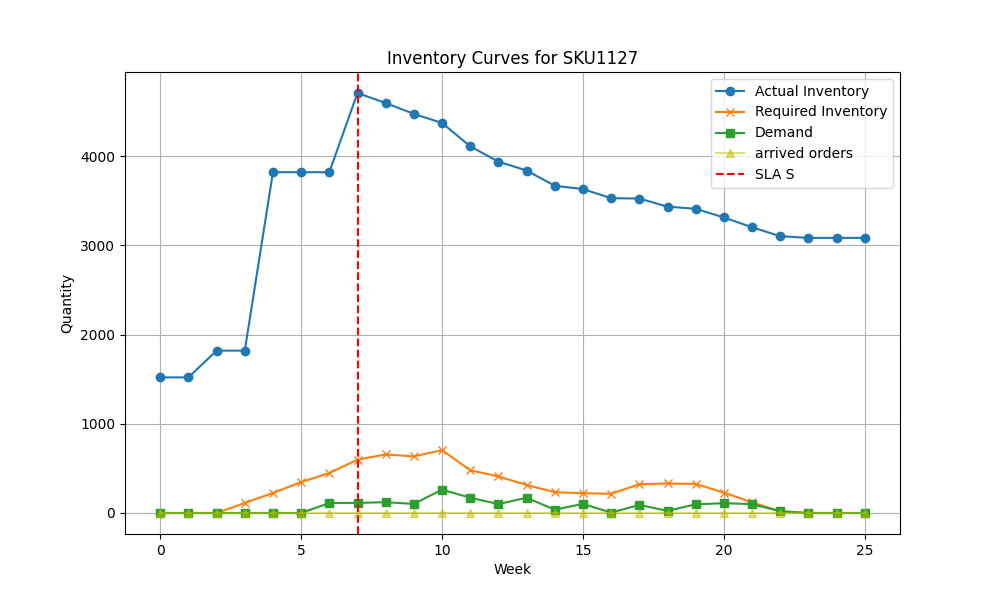 Inventory Curves for SKU1127
Actual Inventory
Required Inventory
Demand
arrived orders
SLA S
4000
3000
2000
1000
0
Quantity
0 5 10 15 20 25
Week